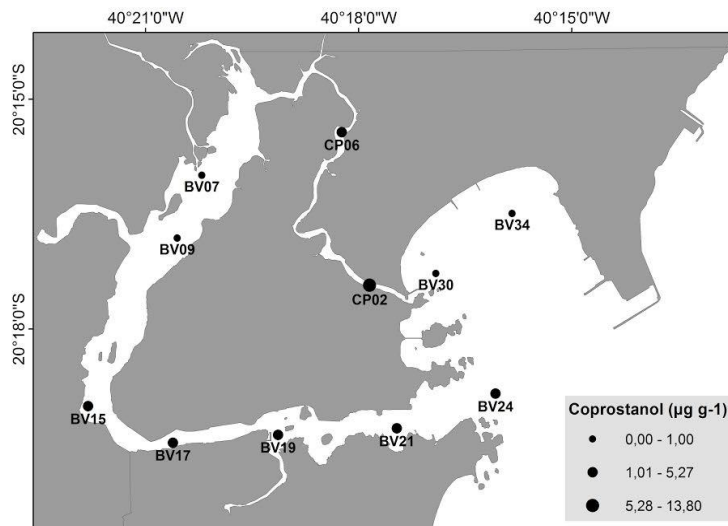 40°21'0"W 40°18'0"W 40°15'0"W
20°15'0"S
CP06
BV07
BV34
BV09
BV30
CP02
20°18'0"S
BV24
BV15
BV21
BV19
BV17
Coprostanol (µg g-1)
0,00 - 1,00
1,01 - 5,27
5,28 - 13,80